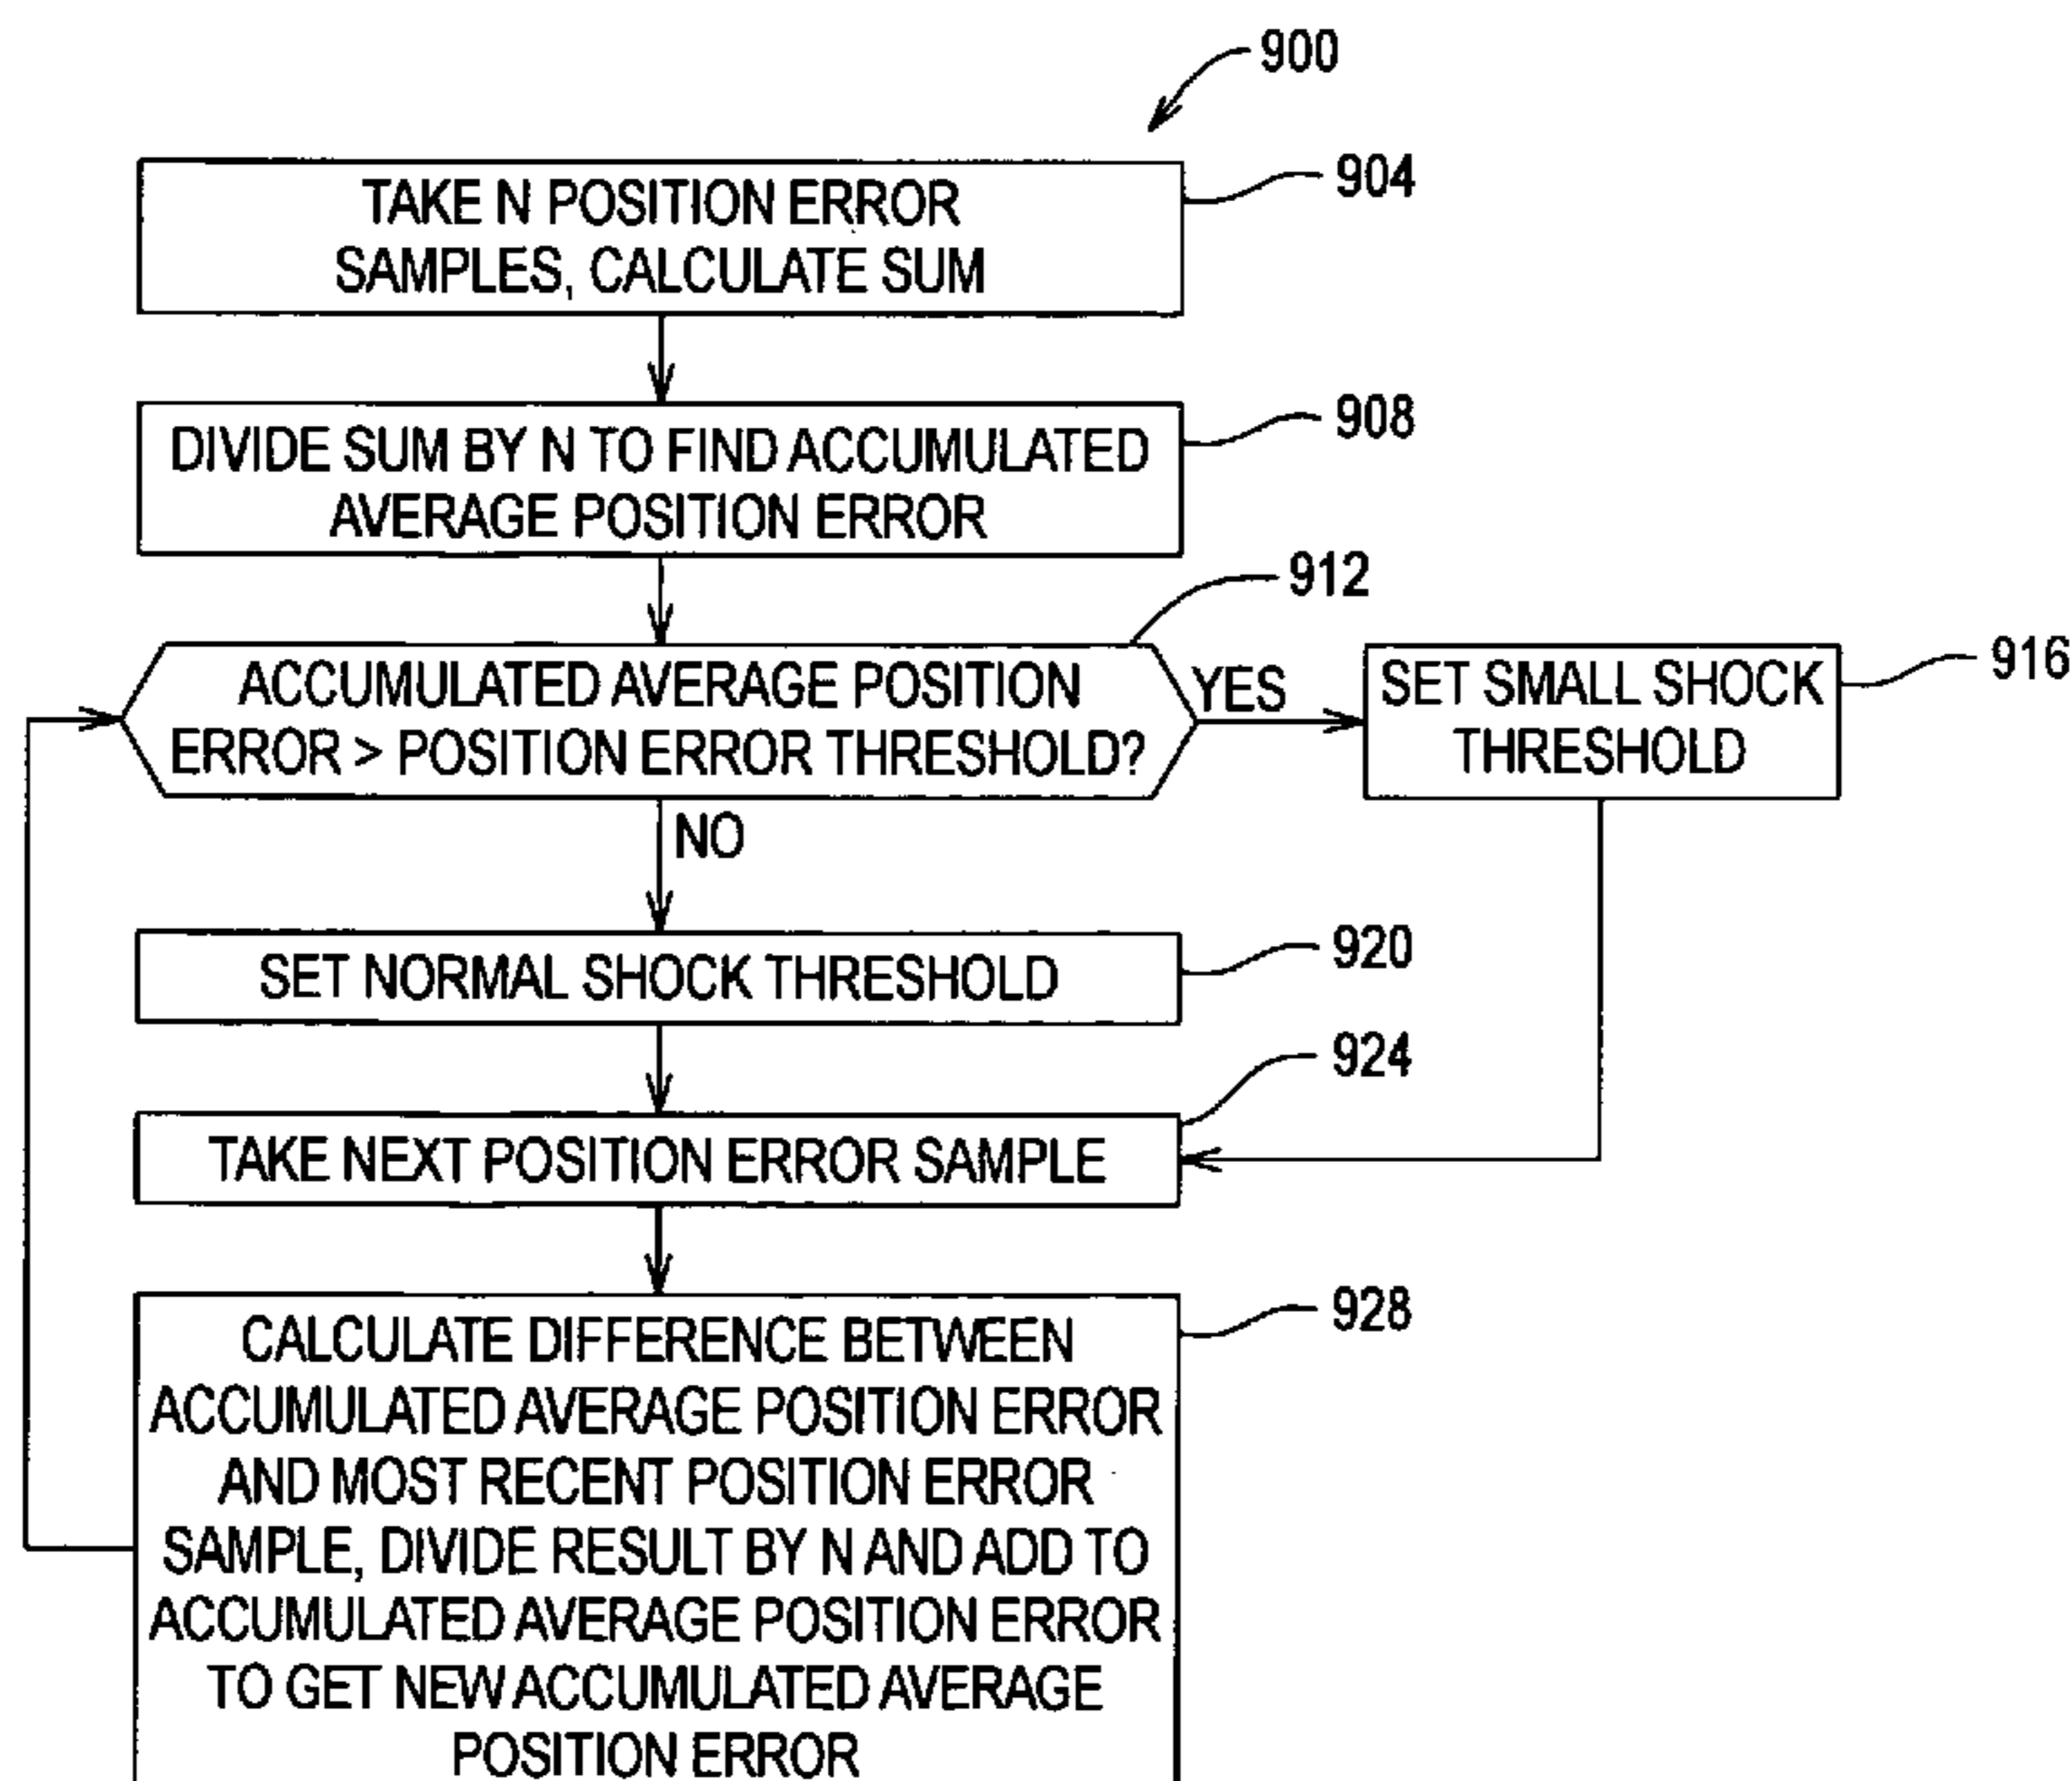 900
TAKE N POSITION ERROR
SAMPLES, CALCULATE SUM
904
DIVIDE SUM BY N TO FIND ACCUMULATED
AVERAGE POSITION ERROR
908
912
ACCUMULATED AVERAGE POSITION
ERROR > POSITION ERROR THRESHOLD?
YES
SET SMALL SHOCK
THRESHOLD
916
NO
SET NORMAL SHOCK THRESHOLD
920
924
TAKE NEXT POSITION ERROR SAMPLE
928
CALCULATE DIFFERENCE BETWEEN
ACCUMULATED AVERAGE POSITION ERROR
AND MOST RECENT POSITION ERROR
SAMPLE, DIVIDE RESULT BY N AND ADD TO
ACCUMULATED AVERAGE POSITION ERROR
TO GET NEW ACCUMULATED AVERAGE
POSITION ERROR